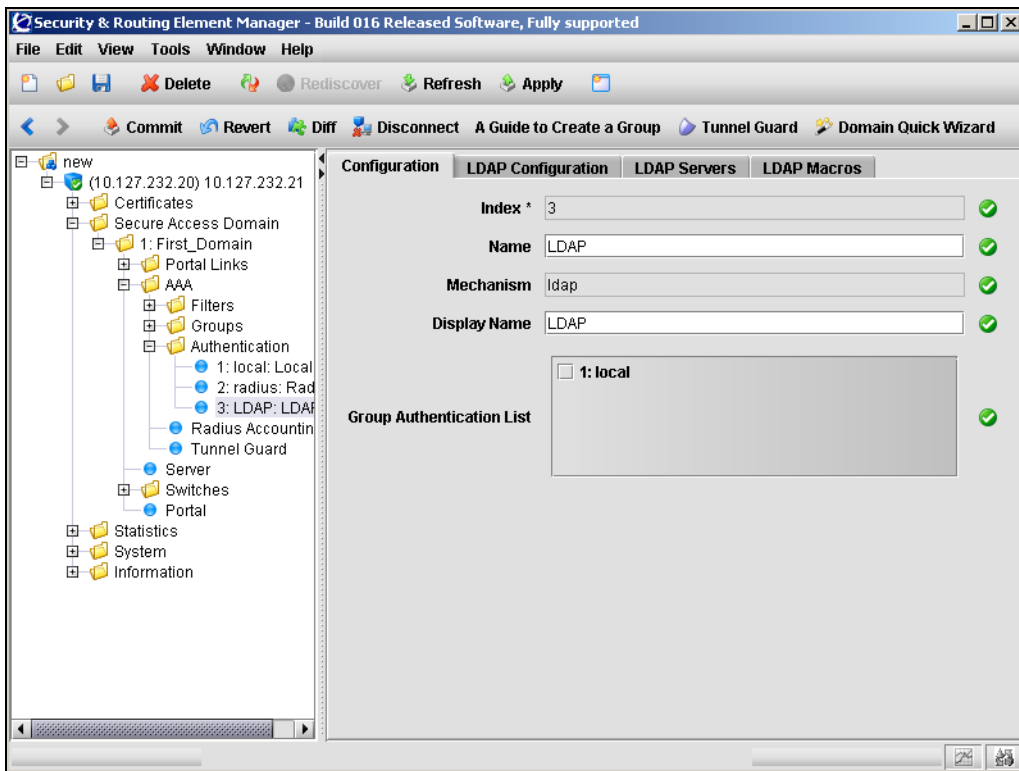 Security & Routing Element Manager - Build 016 Released Software, Fully supported
File Edit View Tools Window Help
Delete Rediscover Refresh Apply
Commit Revert Diff Disconnect A Guide to Create a Group Tunnel Guard Domain Quick Wizard
new
(10.127.232.20) 10.127.232.21
Certificates
Secure Access Domain
1: First_Domain
Portal Links
AAA
Filters
Groups
Authentication
1: local: Local
2: radius: Rad
3: LDAP: LDAP
Radius Accountin
Tunnel Guard
Server
Switches
Portal
Statistics
System
Information
Configuration LDAP Configuration LDAP Servers LDAP Macros
Index * 3
Name LDAP
Mechanism ldap
Display Name LDAP
Group Authentication List
1: local